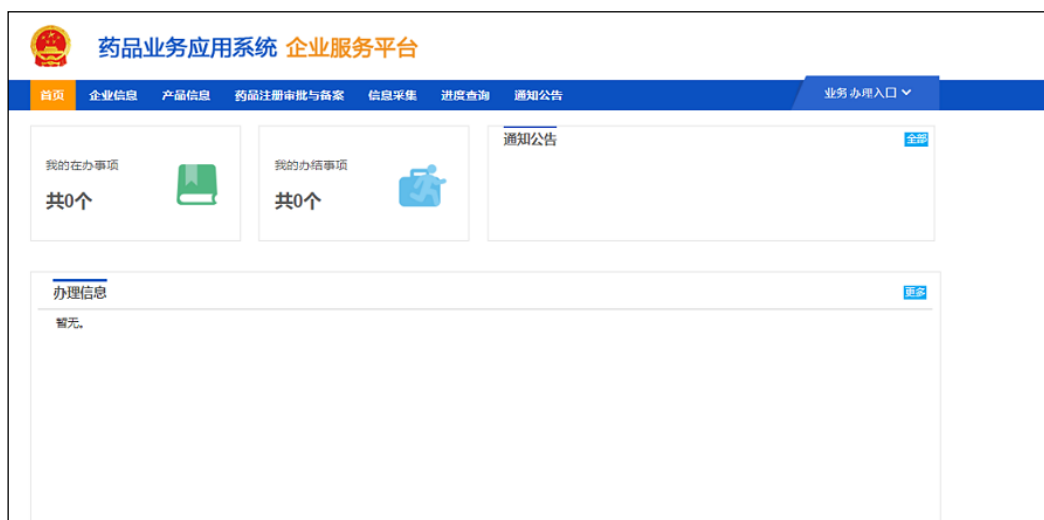 药品业务应用系统 企业服务平台
首页 企业信息 产品信息 药品注册审批与备案 信息采集 进度查询 通知公告 业务办理入口
我的在办事项
共0个
我的办结事项
共0个
通知公告 全部
办理信息 更多
暂无。